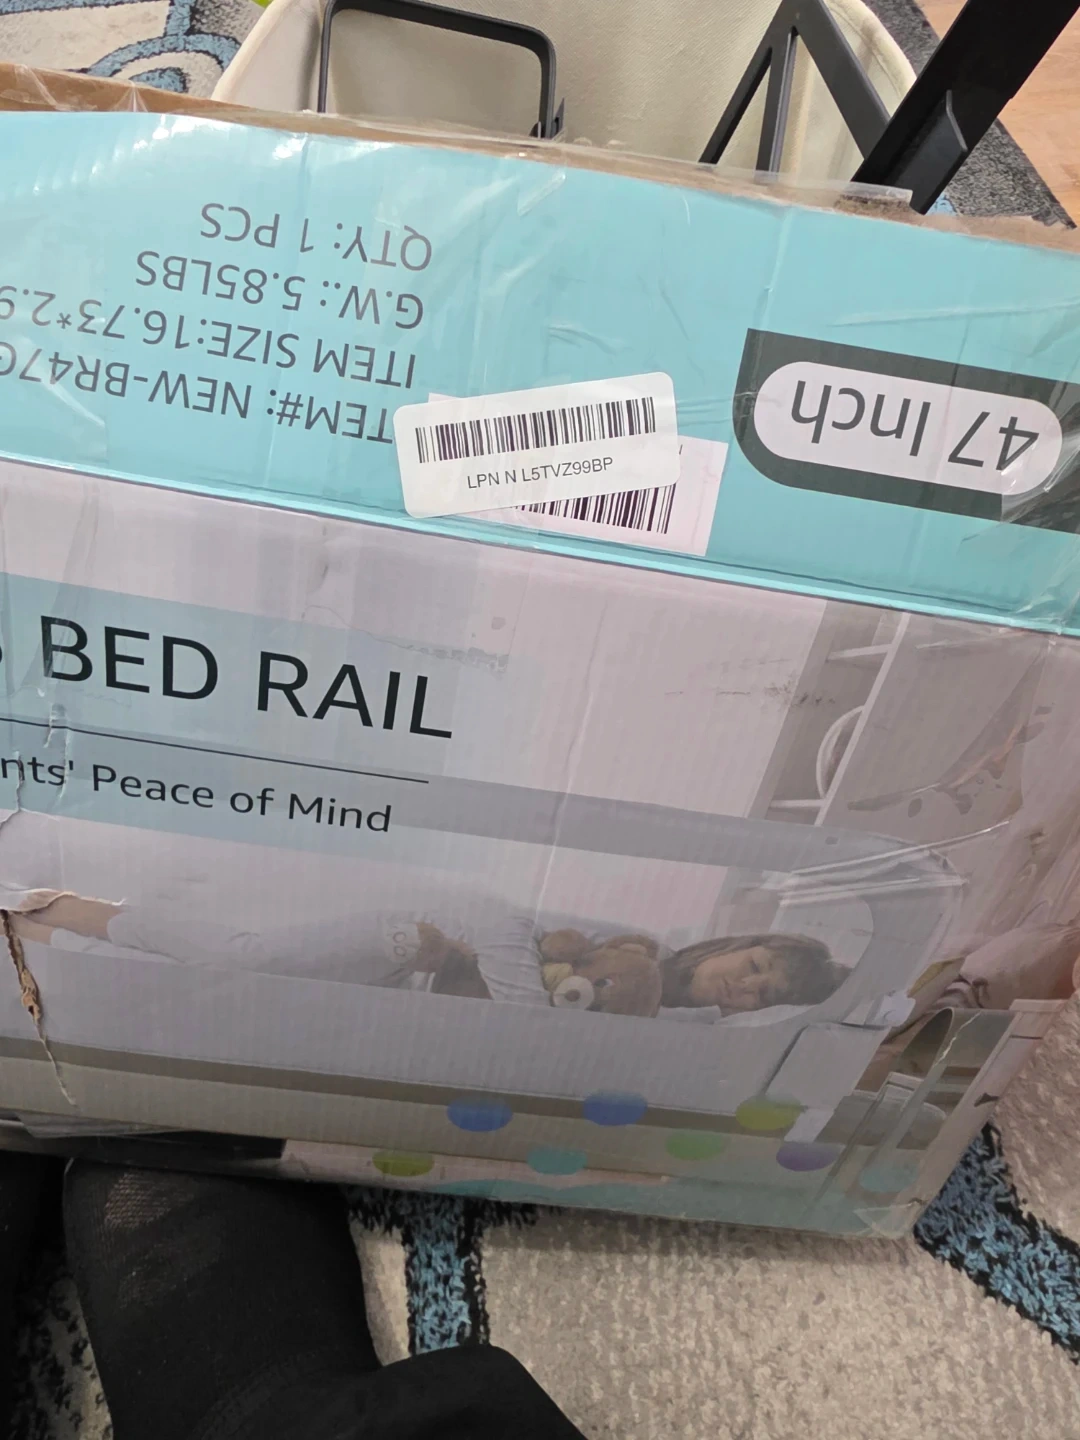 QTY: 1 PCS
G.W.: 5.85LBS
ITEM SIZE:16.73*2.9
TEM#: NEW-BR47
47 Inch
LPN N L5TVZ99BP
BED RAIL
nts' Peace of Mind